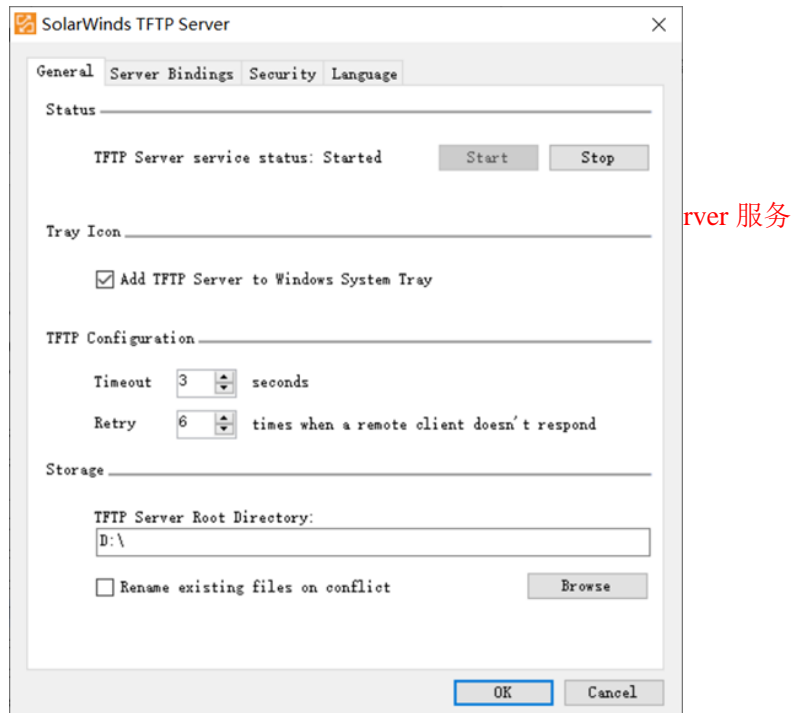 SolarWinds TFTP Server
General Server Bindings Security Language
Status
TFTP Server service status: Started Start Stop
rver 服务
Tray Icon
Add TFTP Server to Windows System Tray
TFTP Configuration
Timeout 3 seconds
Retry 6 times when a remote client doesn't respond
Storage
TFTP Server Root Directory:
D:\
Rename existing files on conflict Browse
OK Cancel